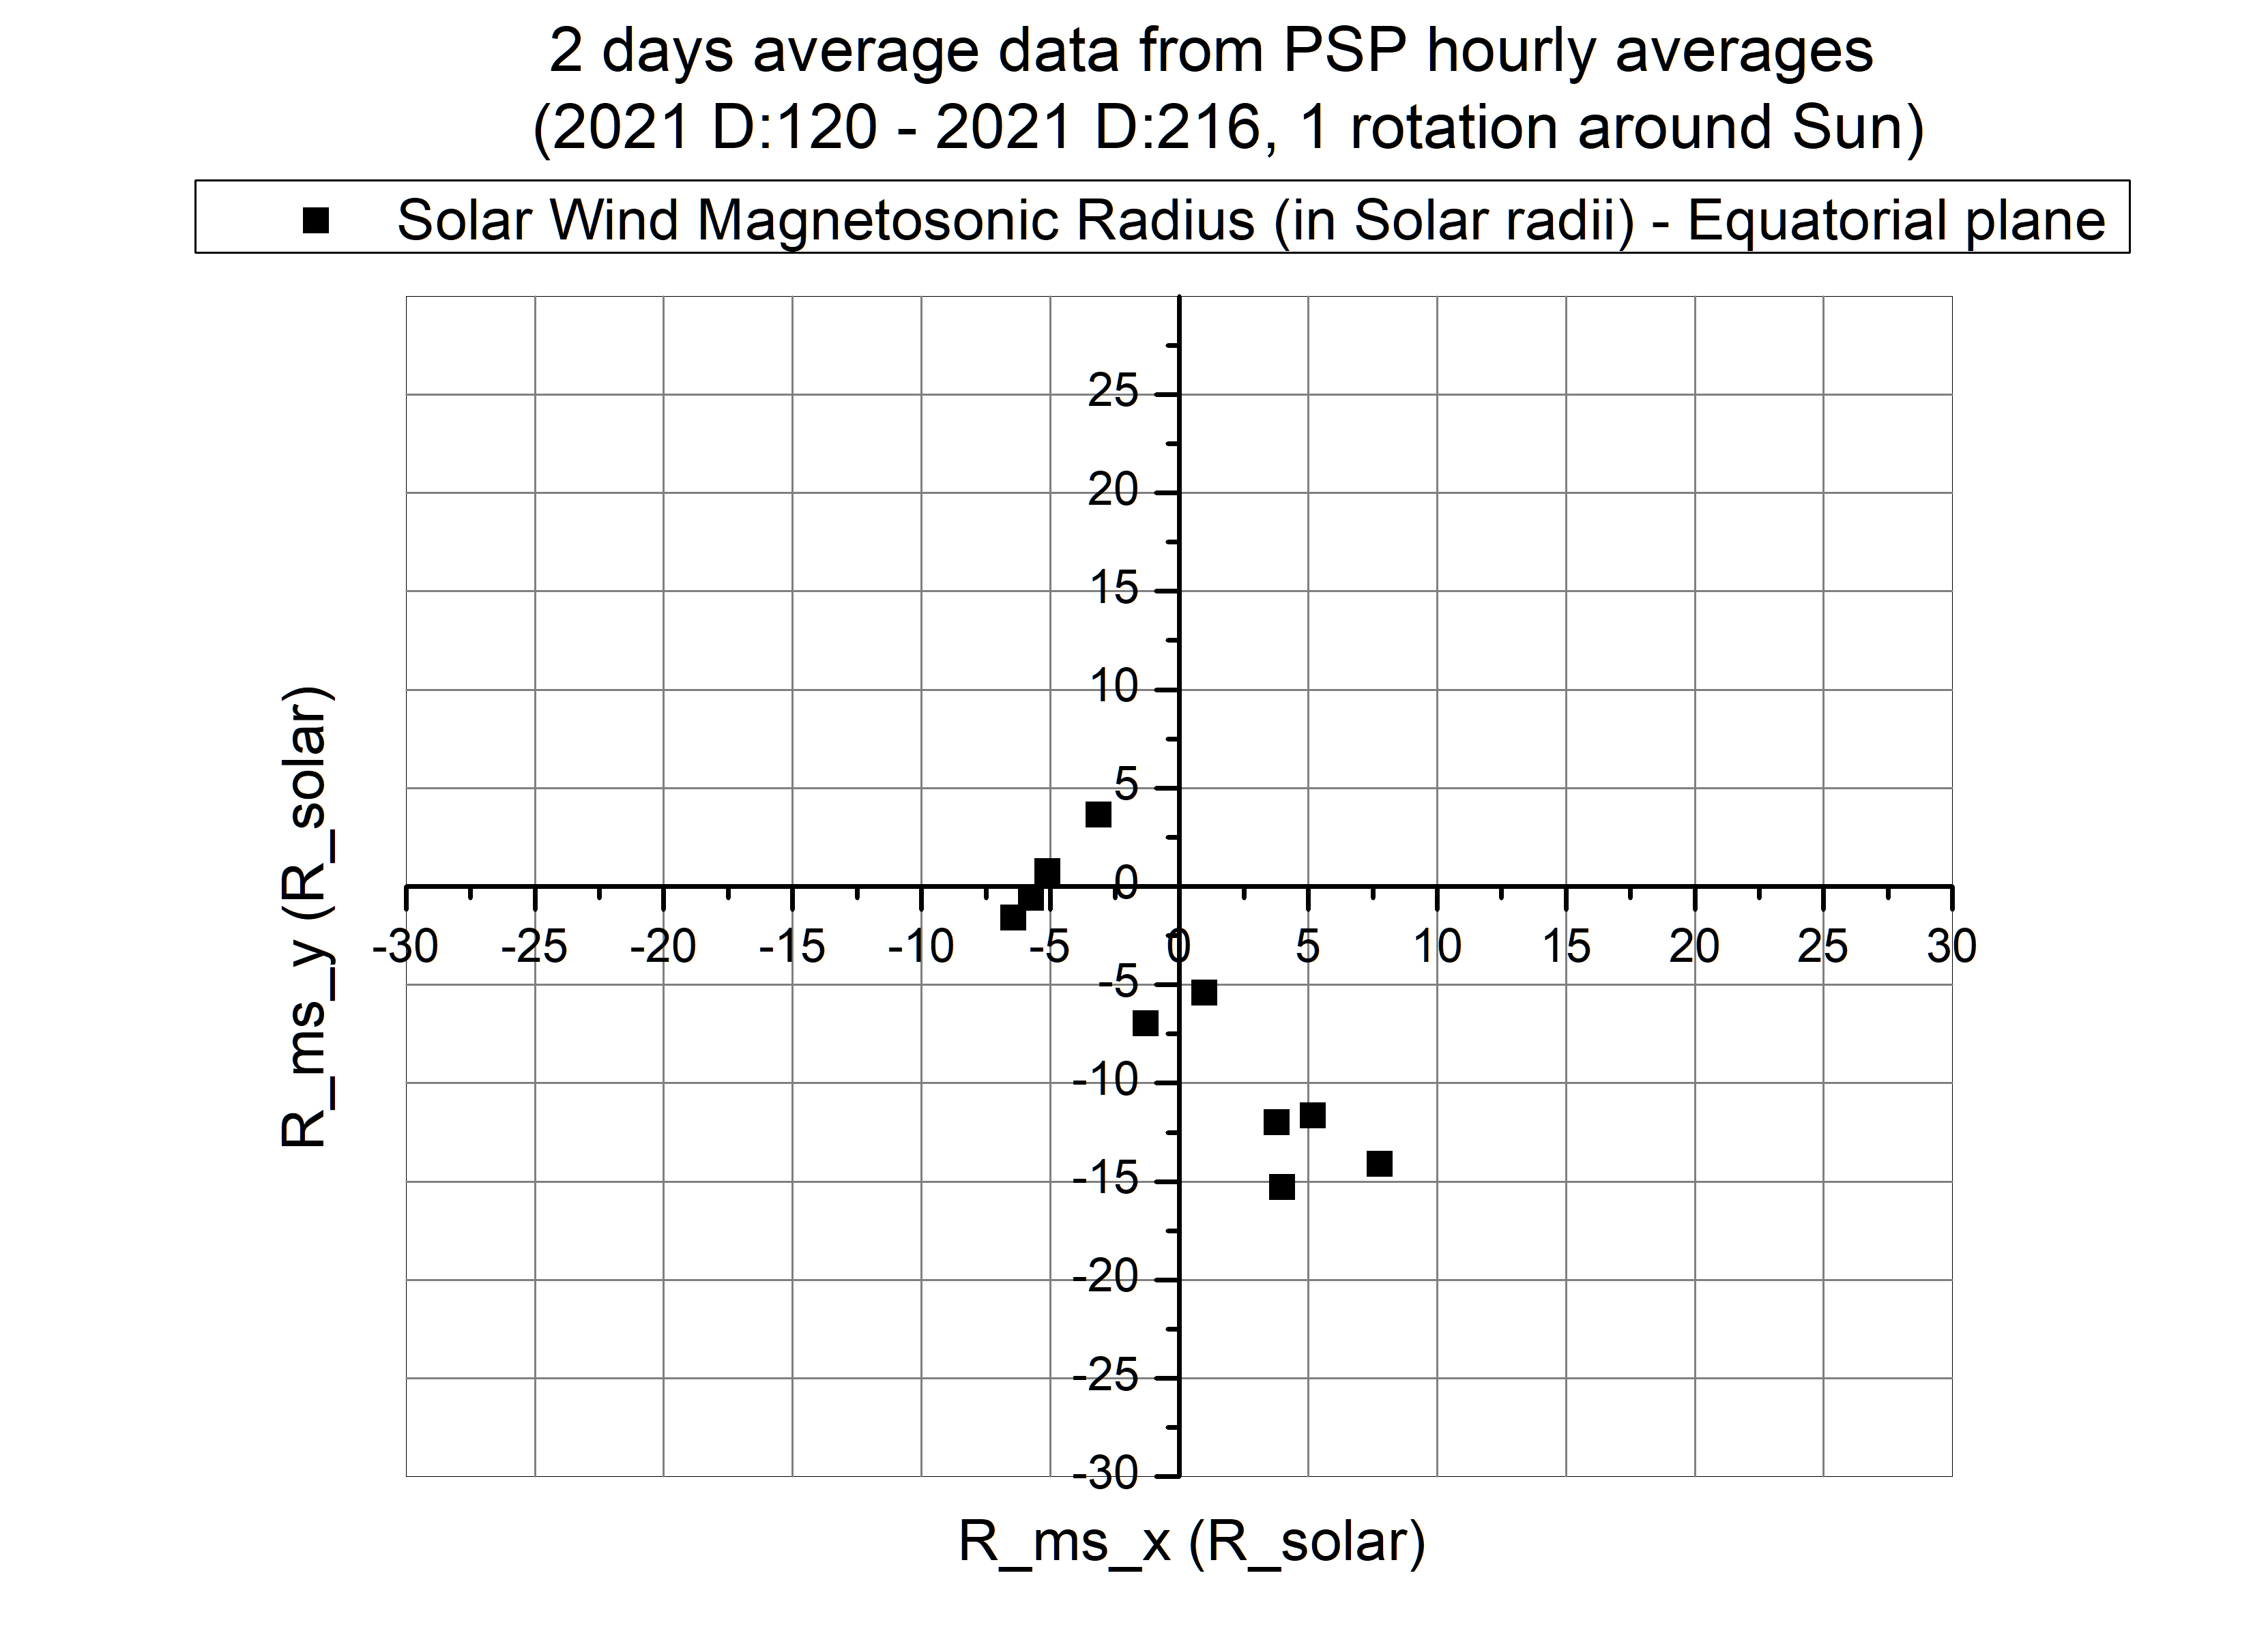 2 days average data from PSP hourly averages
(2021 D:120 - 2021 D:216, 1 rotation around Sun)
Solar Wind Magnetosonic Radius (in Solar radii) - Equatorial plane
25
20
15
10
5
0
-30 -25 -20 -15 -10 -5 0 5 10 15 20 25 30
-5
-10
-15
-20
-25
-30
R_ms_y (R_solar)
R_ms_x (R_solar)